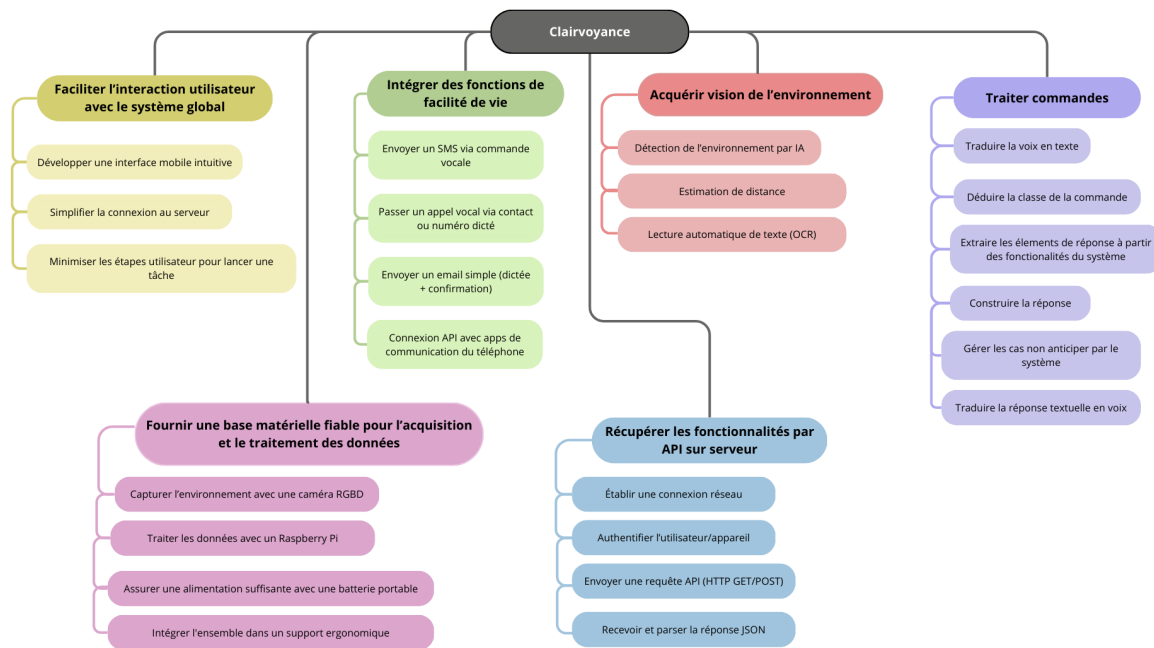 Clairvoyance
Faciliter l’interaction utilisateur
avec le système global
Développer une interface mobile intuitive
Simplifier la connexion au serveur
Minimiser les étapes utilisateur pour lancer une
tâche
Intégrer des fonctions de
facilité de vie
Envoyer un SMS via commande
vocale
Passer un appel vocal via contact
ou numéro dicté
Envoyer un email simple (dictée
+ confirmation)
Connexion API avec apps de
communication du téléphone
Acquérir vision de l’environnement
Détection de l’environnement par IA
Estimation de distance
Lecture automatique de texte (OCR)
Traiter commandes
Traduire la voix en texte
Déduire la classe de la commande
Extraire les élements de réponse à partir
des fonctionalités du système
Construire la réponse
Gérer les cas non anticiper par le
système
Traduire la réponse textuelle en voix
Fournir une base matérielle fiable pour l’acquisition
et le traitement des données
Capturer l’environnement avec une caméra RGBD
Traiter les données avec un Raspberry Pi
Assurer une alimentation suffisante avec une batterie portable
Intégrer l'ensemble dans un support ergonomique
Récupérer les fonctionnalités par
API sur serveur
Établir une connexion réseau
Authentifier l’utilisateur/appareil
Envoyer une requête API (HTTP GET/POST)
Recevoir et parser la réponse JSON